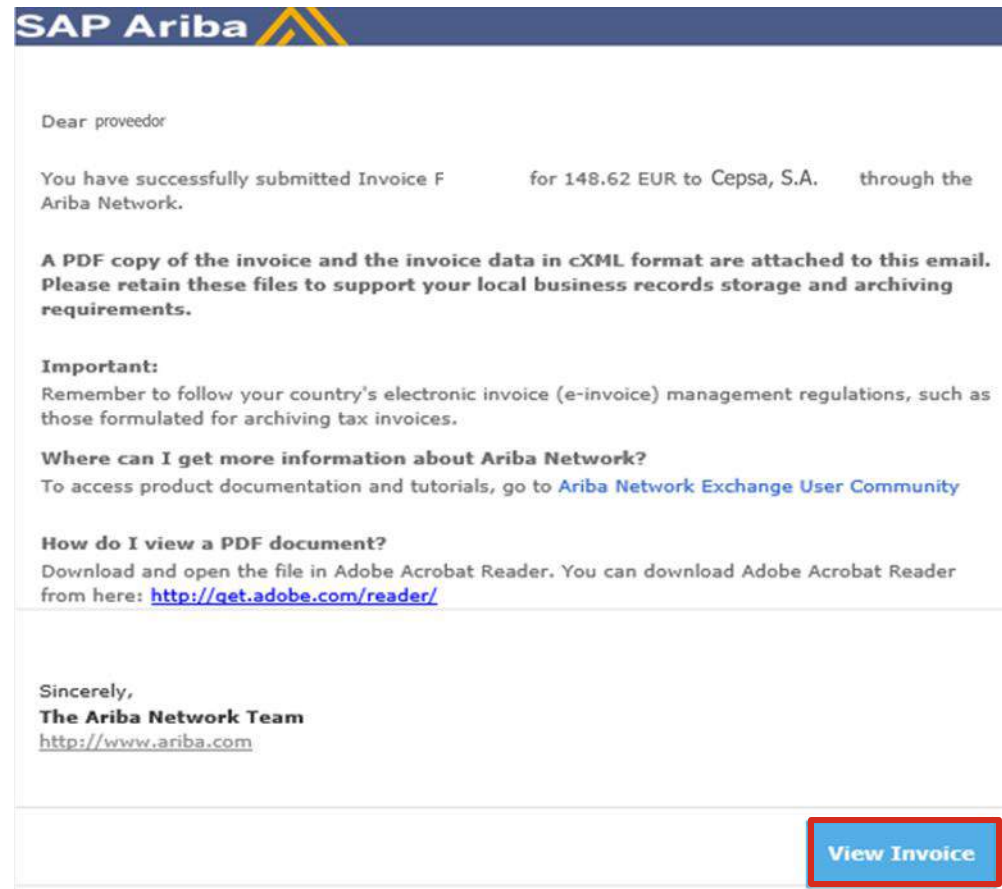 SAP Ariba
Dear proveedor
You have successfully submitted Invoice F for 148.62 EUR to Cepsa, S.A. through the
Ariba Network.
A PDF copy of the invoice and the invoice data in cXML format are attached to this email.
Please retain these files to support your local business records storage and archiving
requirements.
Important:
Remember to follow your country's electronic invoice (e-invoice) management regulations, such as
those formulated for archiving tax invoices.
Where can I get more information about Ariba Network?
To access product documentation and tutorials, go to Ariba Network Exchange User Community
How do I view a PDF document?
Download and open the file in Adobe Acrobat Reader. You can download Adobe Acrobat Reader
from here: http://get.adobe.com/reader/
Sincerely,
The Ariba Network Team
http://www.ariba.com
View Invoice